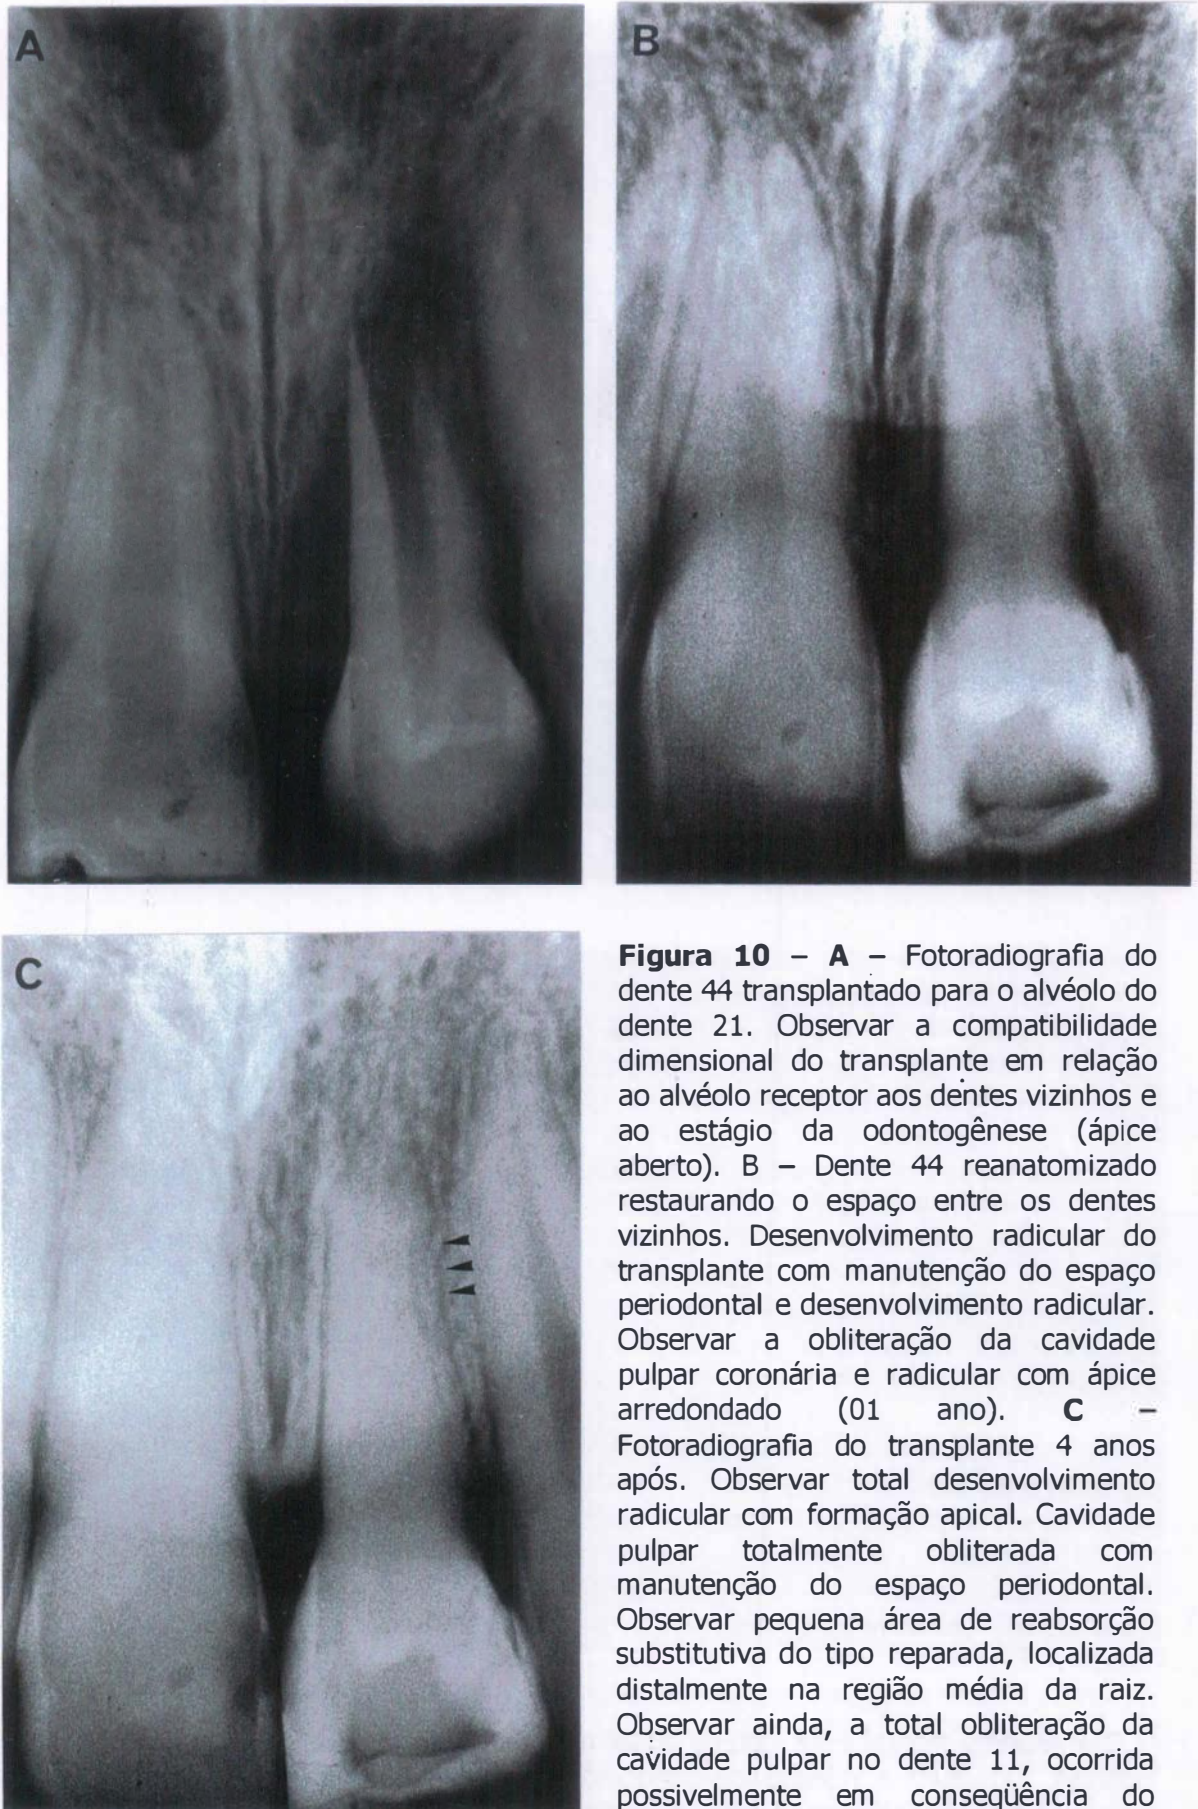 A
B
C
Figura 10 – A – Fotoradiografia do
dente 44 transplantado para o alvéolo do
dente 21. Observar a compatibilidade
dimensional do transplante em relação
ao alvéolo receptor aos dentes vizinhos e
ao estágio da odontogênese (ápice
aberto). B – Dente 44 reanatomizado
restaurando o espaço entre os dentes
vizinhos. Desenvolvimento radicular do
transplante com manutenção do espaço
periodontal e desenvolvimento radicular.
Observar a obliteração da cavidade
pulpar coronária e radicular com ápice
arredondado (01 ano). C –
Fotoradiografia do transplante 4 anos
após. Observar total desenvolvimento
radicular com formação apical. Cavidade
pulpar totalmente obliterada com
manutenção do espaço periodontal.
Observar pequena área de reabsorção
substitutiva do tipo reparada, localizada
distalmente na região média da raiz.
Observar ainda, a total obliteração da
cavidade pulpar no dente 11, ocorrida
possivelmente em conseqüência do